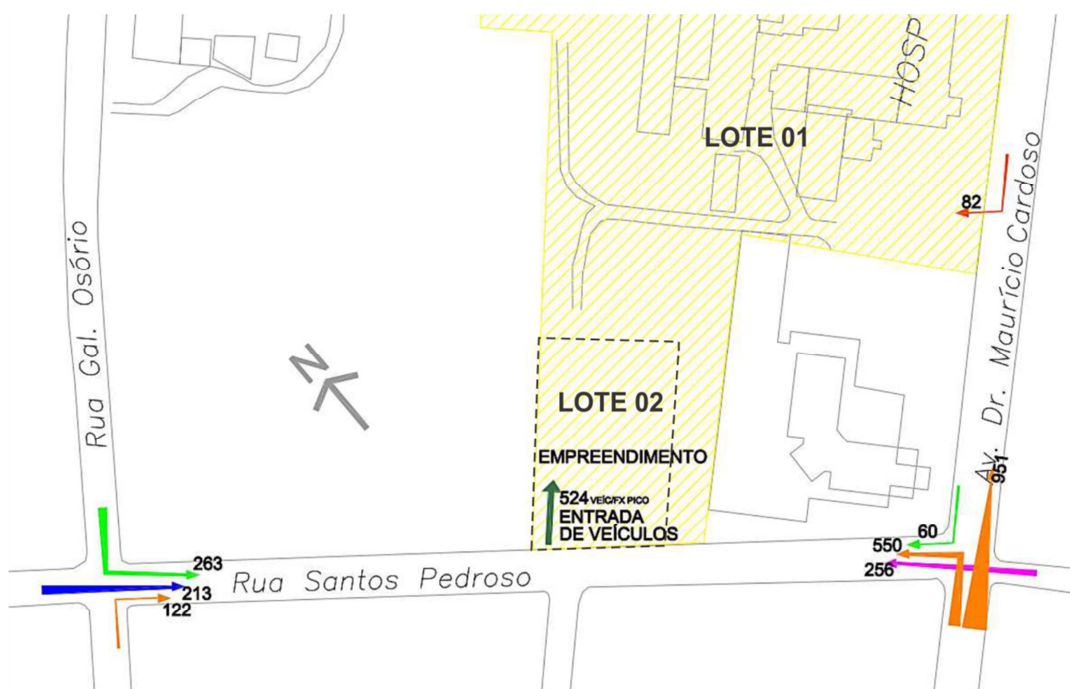 HOSP
LOTE 01
82
Av. Dr. Maurício Cardoso
Rua Gal. Osório
N
LOTE 02
EMPREENDIMENTO
524 VEÍC/FX PICO
ENTRADA
DE VEÍCULOS
951
60
550
256
263
213
122
Rua Santos Pedroso